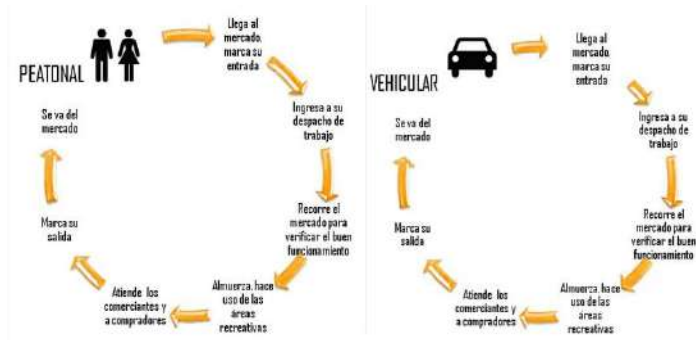 PEATONAL
Llega al
mercado,
marca su
entrada
Ingresa a su
despacho de
trabajo
Recorre el
mercado para
verificar el buen
funcionamiento
Almuerza, hace
uso de las
áreas
recreativas
Atiende los
comerciantes y
a compradores
Marca su
salida
Se va del
mercado
VEHICULAR
Llega al
mercado,
marca su
entrada
Ingresa a su
despacho de
trabajo
Recorre el
mercado para
verificar el buen
funcionamiento
Almuerza, hace
uso de las
áreas
recreativas
Atiende los
comerciantes y
a compradores
Marca su
salida
Se va del
mercado